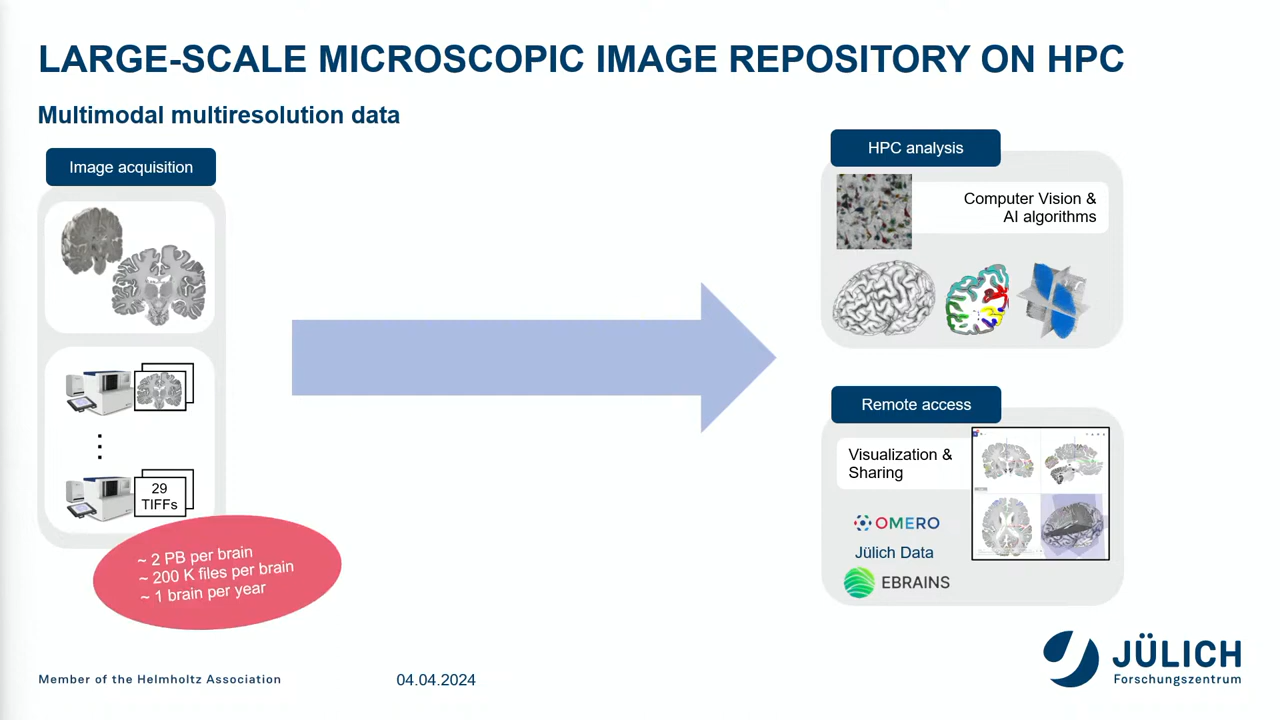 LARGE-SCALE MICROSCOPIC IMAGE REPOSITORY ON HPC
Multimodal multiresolution data
Image acquisition
29
TIFFs
~ 2 PB per brain
~ 200 K files per brain
~ 1 brain per year
HPC analysis
Computer Vision &
AI algorithms
Remote access
Visualization &
Sharing
OMERO
Jülich Data
EBRAINS
Member of the Helmholtz Association
04.04.2024
JÜLICH
Forschungszentrum